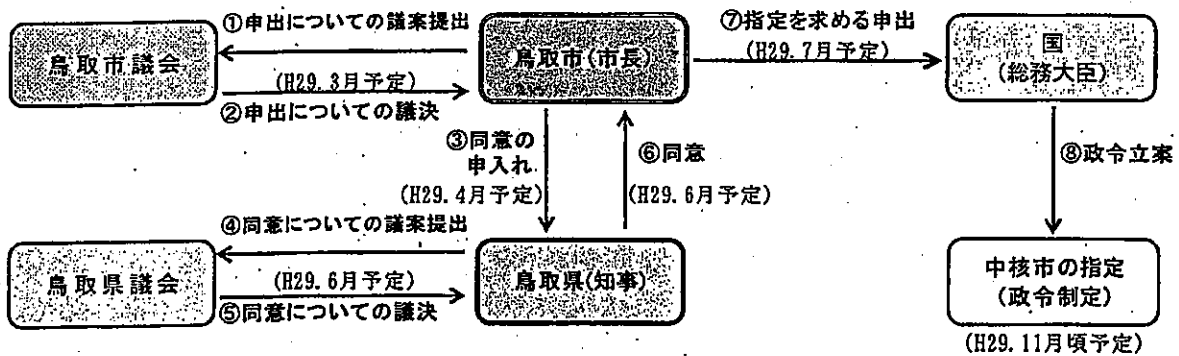 ①申出についての議案提出
鳥取市議会
(H29.3月予定)
②申出についての議決
鳥取市(市長)
③同意の
申入れ
(H29.4月予定)
④同意についての議案提出
鳥取県議会
(H29.6月予定)
⑤同意についての議決
鳥取県(知事)
⑥同意
(H29.6月予定)
⑦指定を求める申出
(H29.7月予定)
国
(総務大臣)
⑧政令立案
中核市の指定
(政令制定)
(H29.11月頃予定)